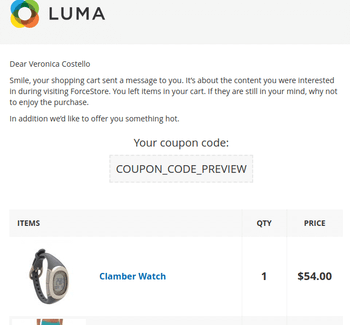 LUMA
Dear Veronica Costello
Smile, your shopping cart sent a message to you. It's about the content you were interested
in during visiting ForceStore. You left items in your cart. If they are still in your mind, why not
to enjoy the purchase.
In addition we'd like to offer you something hot.
Your coupon code:
COUPON_CODE_PREVIEW
ITEMS QTY PRICE
Clamber Watch 1 $54.00